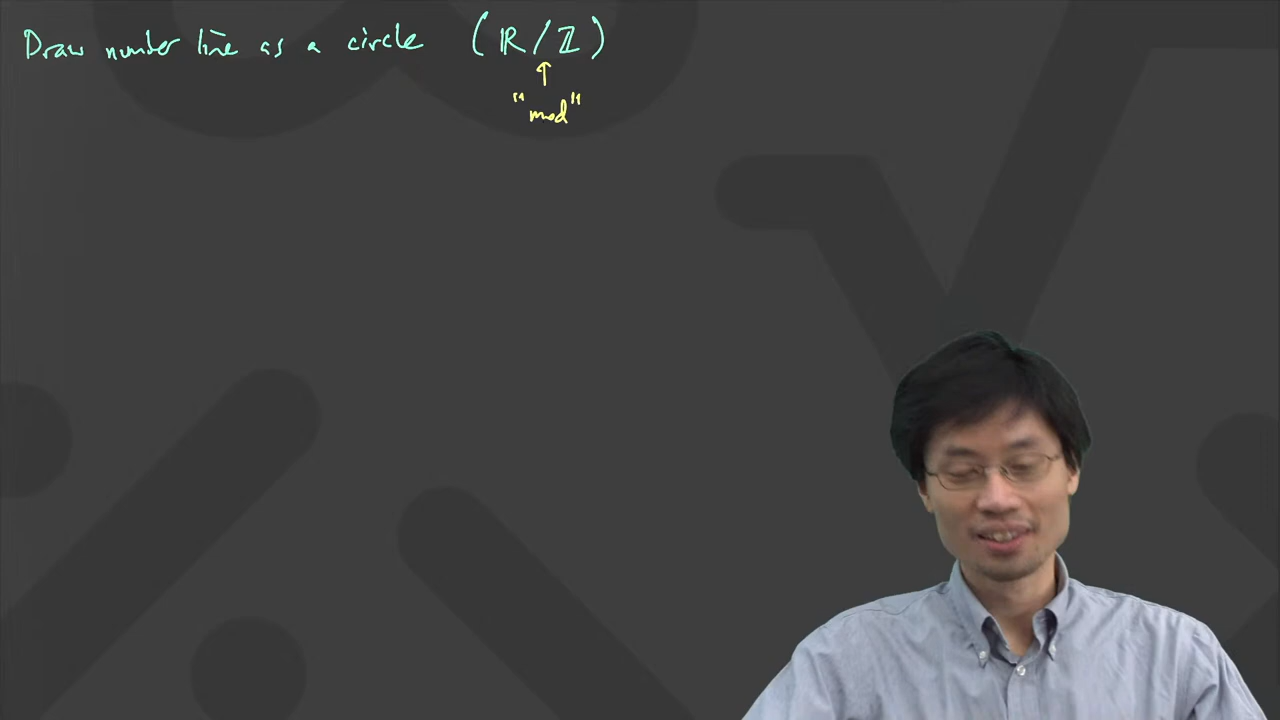 Draw number line as a circle (ℝ/ℤ)
↑
"mod"